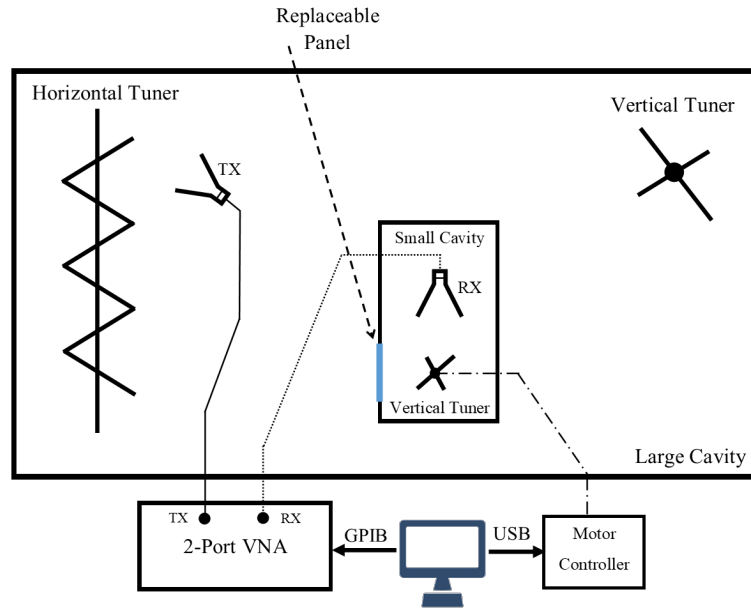 Replaceable
Panel
Horizontal Tuner
Vertical Tuner
TX
Small Cavity
RX
Vertical Tuner
Large Cavity
TX
RX
2-Port VNA
GPIB
USB
Motor
Controller